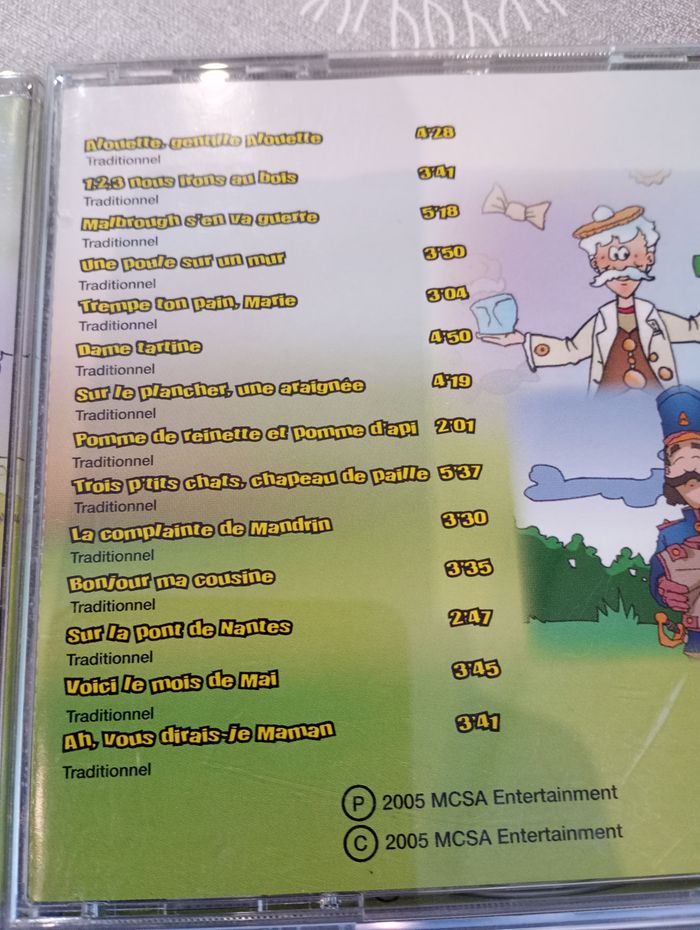 Alouette, gentille Alouette 4'28
Traditionnel
1,2,3 nous irons au bois 3'41
Traditionnel
Malbrough s'en va guerre 5'18
Traditionnel
Une poule sur un mur 3'50
Traditionnel
Trempe ton pain, Marie 3'04
Traditionnel
Dame tartine 4'50
Traditionnel
Sur le plancher, une araignée 4'19
Traditionnel
Pomme de reinette et pomme d'api 2'01
Traditionnel
Trois p'tits chats, chapeau de paille 5'37
Traditionnel
La complainte de Mandrin 3'30
Traditionnel
Bonjour ma cousine 3'35
Traditionnel
Sur la Pont de Nantes 2'47
Traditionnel
Voici le mois de Mai 3'45
Traditionnel
Ah, vous dirais-je Maman 3'41
Traditionnel
Ⓟ 2005 MCSA Entertainment
Ⓒ 2005 MCSA Entertainment